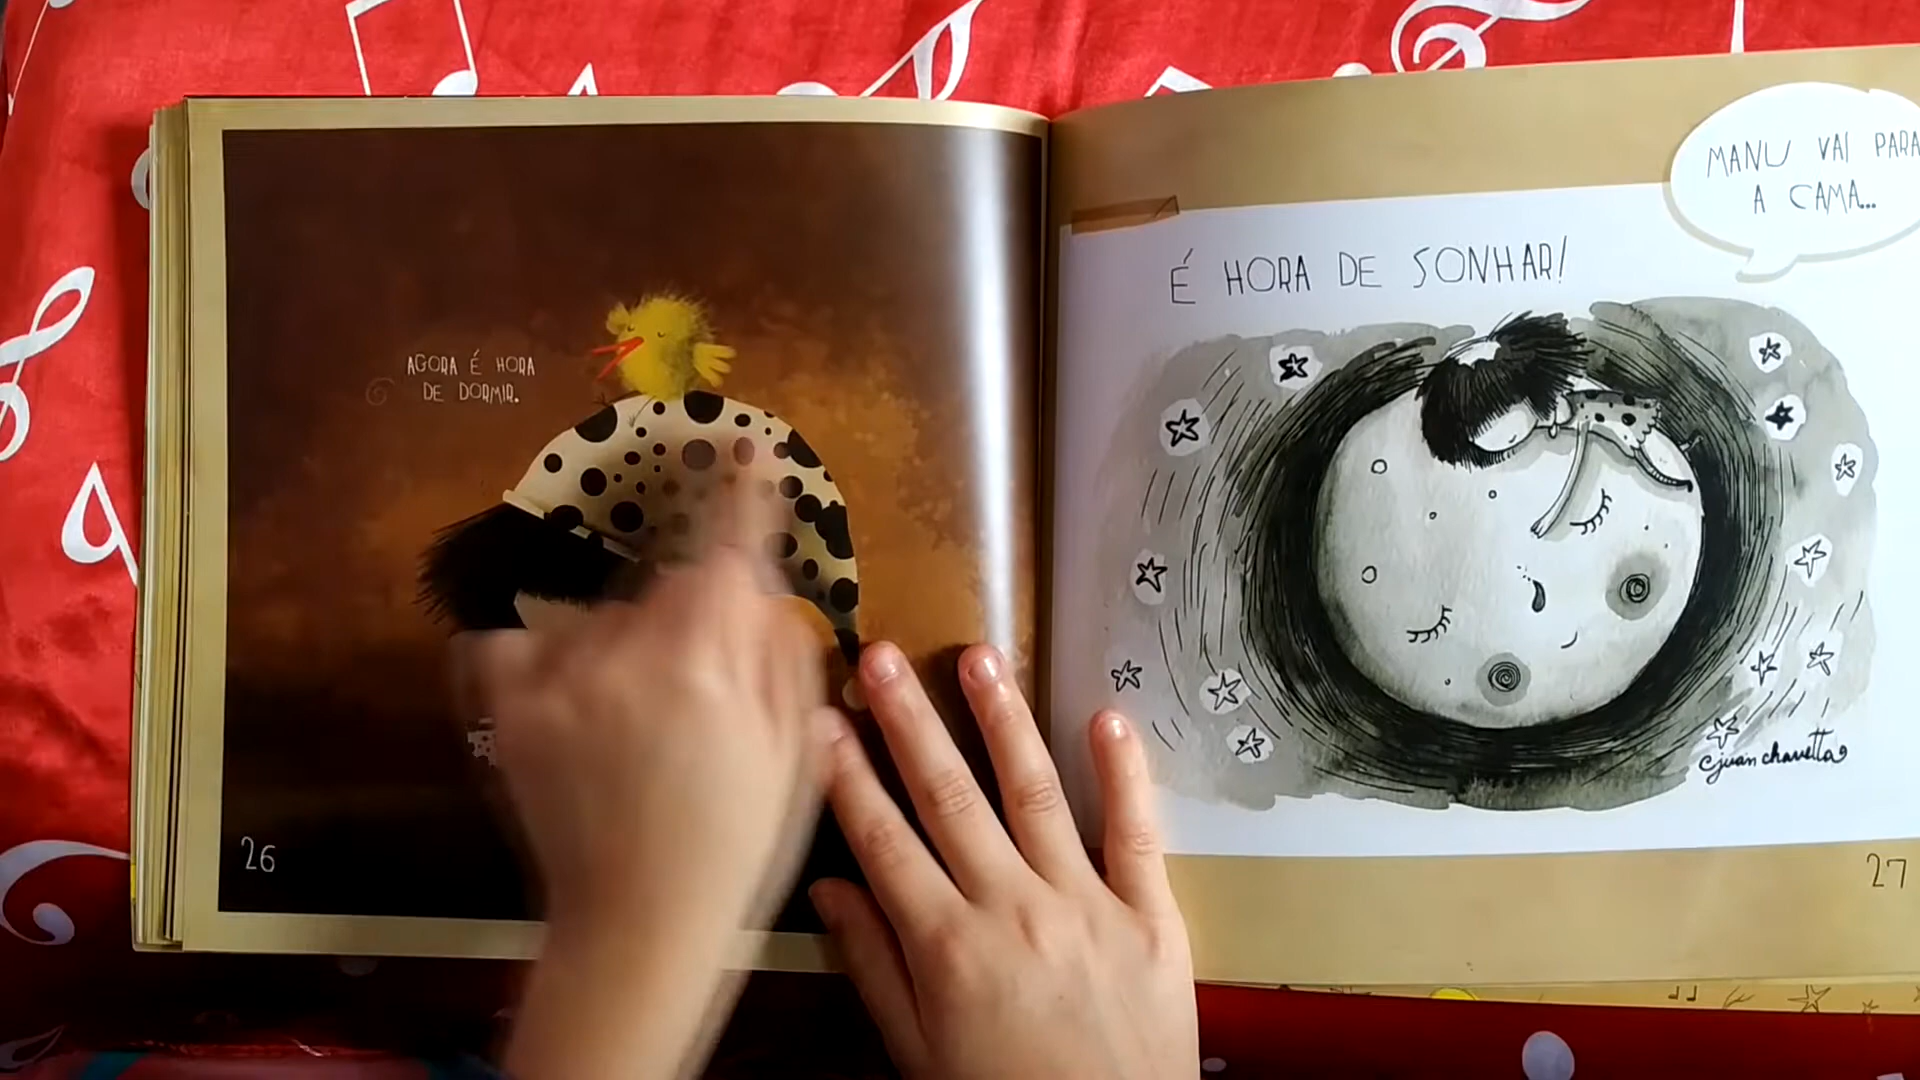 AGORA É HORA
DE DORMIR.
26
MANU VAI PARA
A CAMA...
É HORA DE SONHAR!
juan chavetta
27